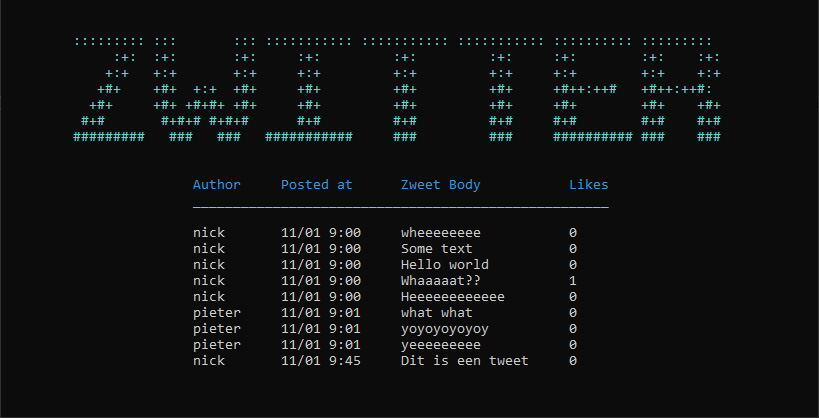 ZWITTER
Author Posted at Zweet Body Likes
nick 11/01 9:00 wheeeeeeee 0
nick 11/01 9:00 Some text 0
nick 11/01 9:00 Hello world 0
nick 11/01 9:00 Whaaaaat?? 1
nick 11/01 9:00 Heeeeeeeeeeee 0
pieter 11/01 9:01 what what 0
pieter 11/01 9:01 yoyoyoyoyoy 0
pieter 11/01 9:01 yeeeeeeeee 0
nick 11/01 9:45 Dit is een tweet 0